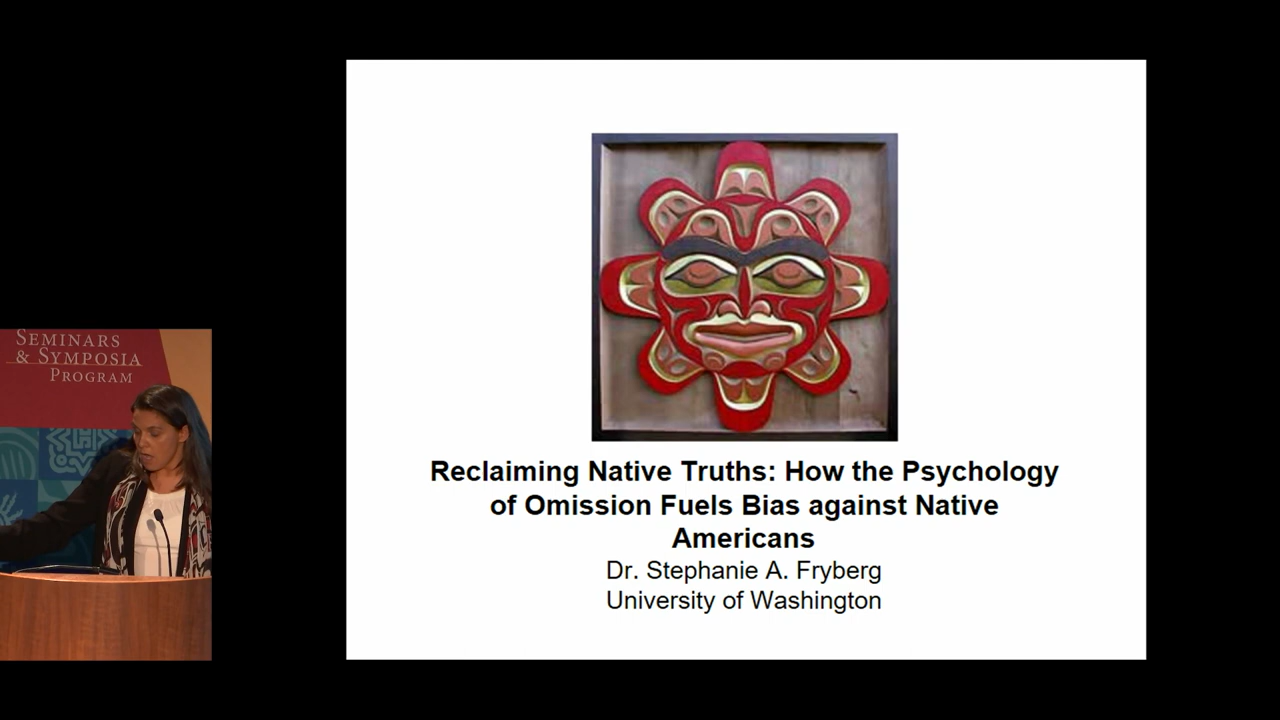 SEMINARS
& SYMPOSIA
PROGRAM
Reclaiming Native Truths: How the Psychology
of Omission Fuels Bias against Native
Americans
Dr. Stephanie A. Fryberg
University of Washington